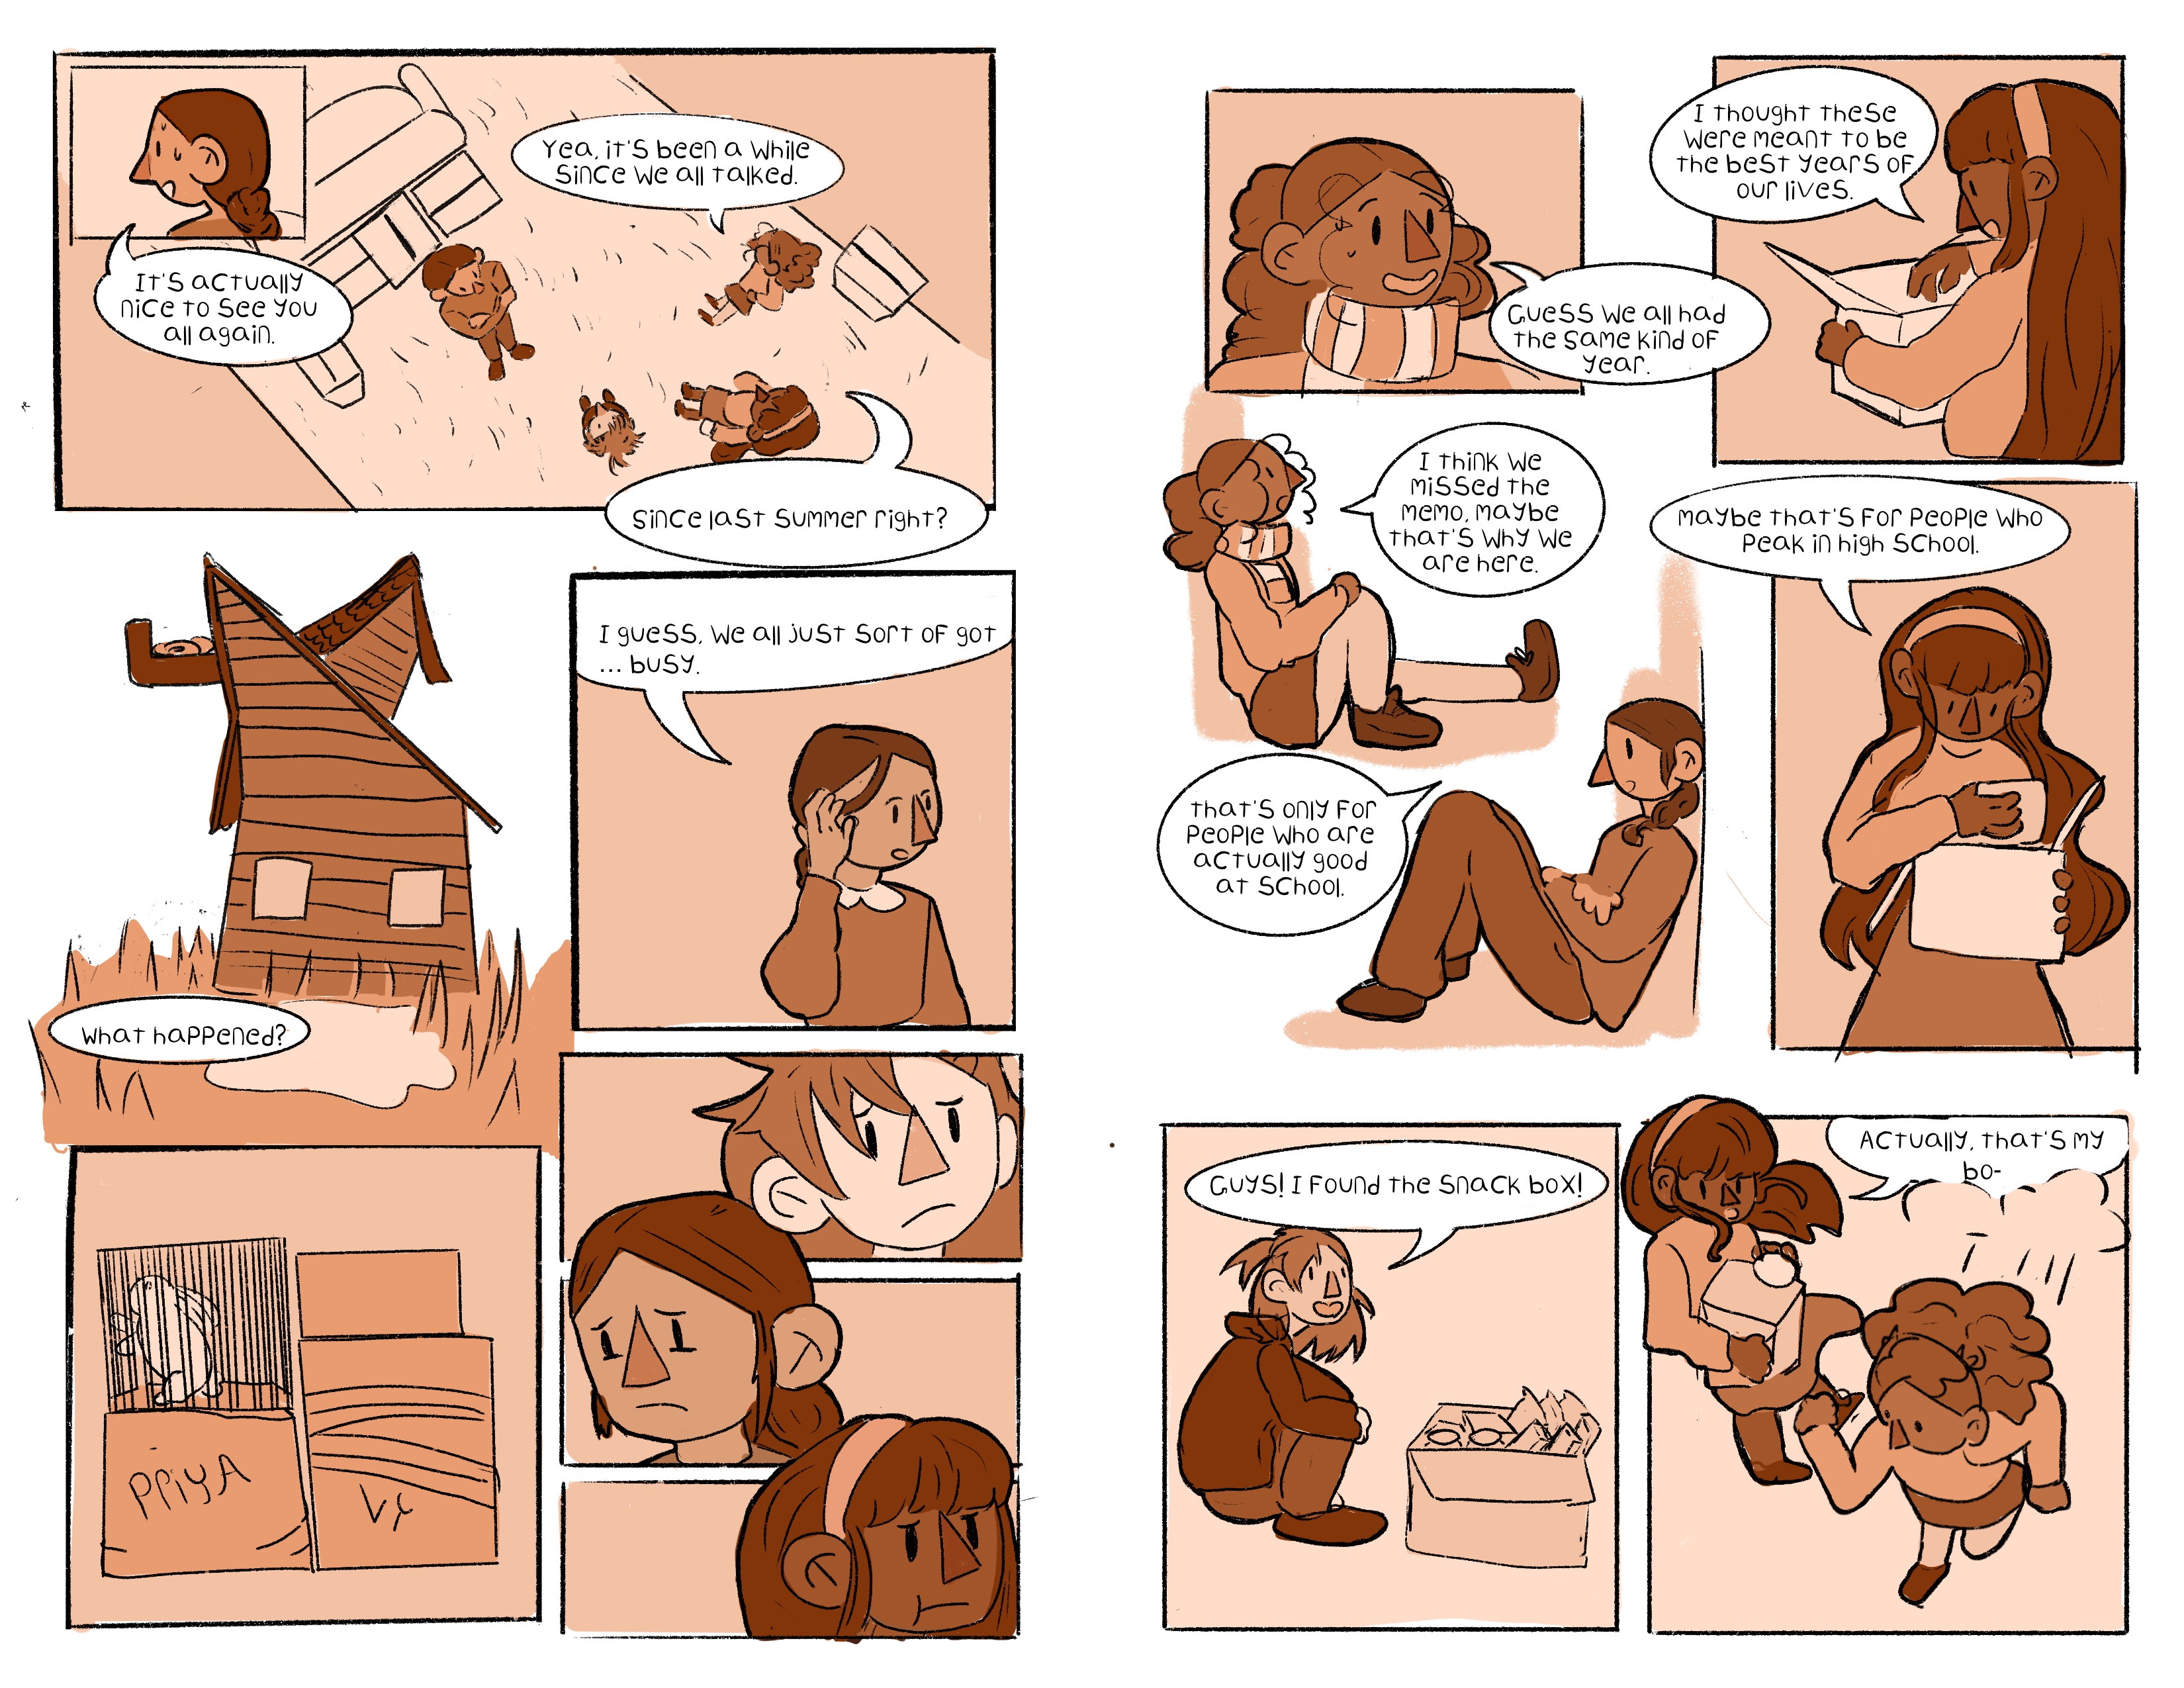 It's actually
nice to see you
all again.
Yea, it's been a while
since we all talked.
Since last summer right?
I guess, we all just sort of got
... busy.
What happened?
PRiYA
Guess we all had
the same kind of
year.
I thought these
were meant to be
the best years of
our lives.
I think we
missed the
memo, maybe
that's why we
are here.
Maybe that's for people who
peak in high school.
That's only for
people who are
actually good
at school.
Guys! I found the snack box!
Actually, that's my
bo-